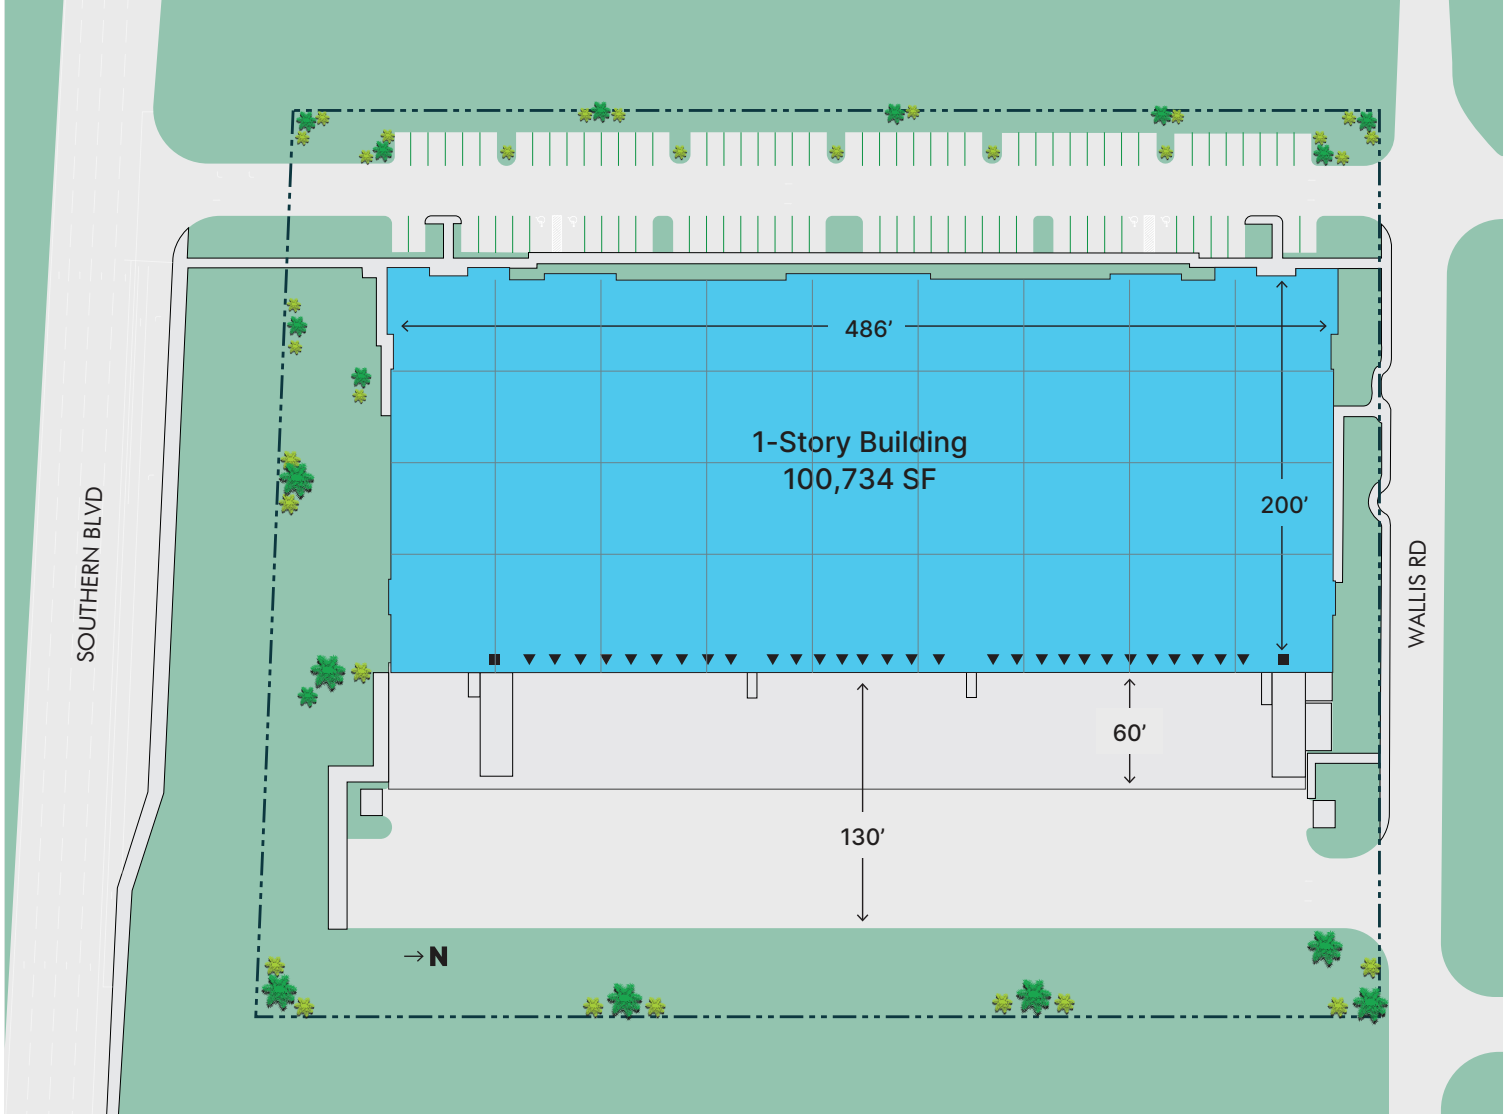 486’
1-Story Building
100,734 SF
200’
SOUTHERN BLVD
WALLIS RD
60’
130’
→N